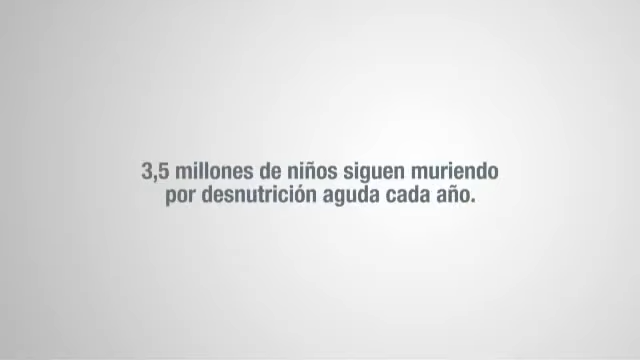 3,5 millones de niños siguen muriendo
por desnutrición aguda cada año.